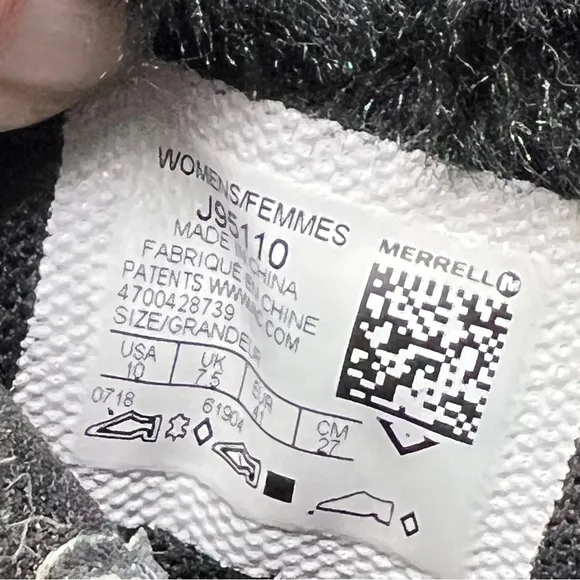 WOMENS/FEMMES
J95110
MADE CHINA
FABRIQUE EN CHINE
PATENTS .COM
4700428739
SIZE/GRANDEUR
USA UK EUR CM
10 7.5 41 27
0718 61904
MERRELL